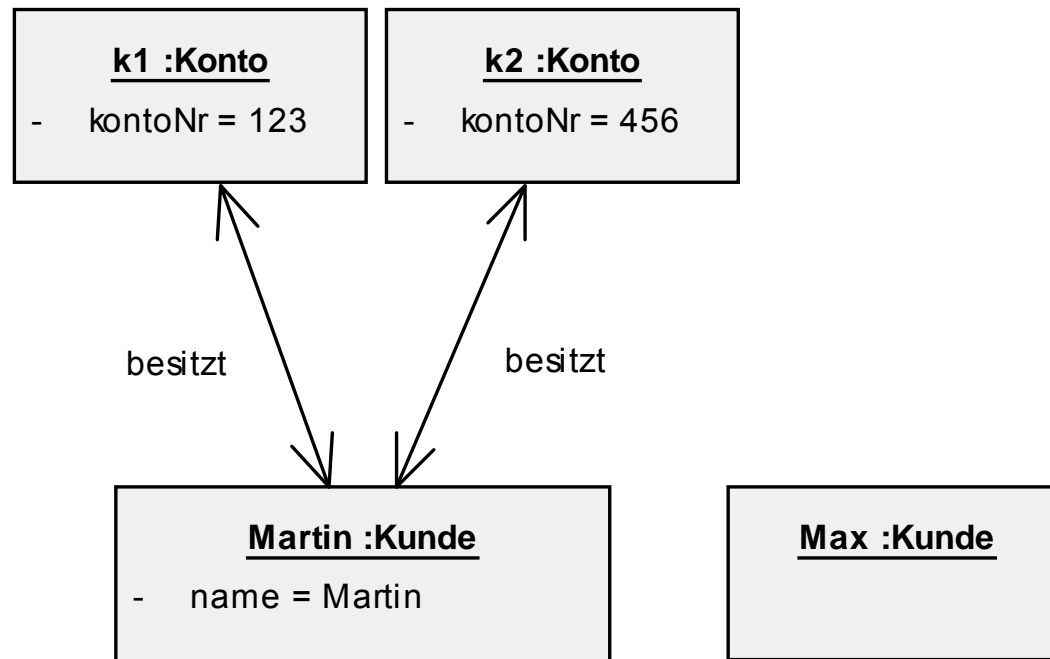 k1 :Konto
- kontoNr = 123
k2 :Konto
- kontoNr = 456
besitzt
besitzt
Martin :Kunde
- name = Martin
Max :Kunde